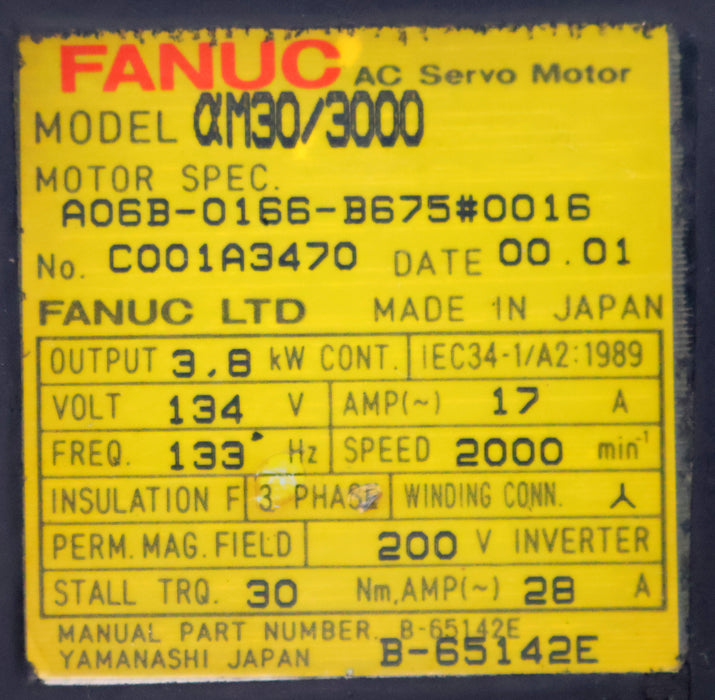 FANUC AC Servo Motor
MODEL αM30/3000
MOTOR SPEC.
A06B-0166-B675#0016
No. C001A3470 DATE 00.01
FANUC LTD MADE IN JAPAN
OUTPUT 3.8 kW CONT. IEC34-1/A2:1989
VOLT 134 V AMP(~) 17 A
FREQ. 133 Hz SPEED 2000 min⁻¹
INSULATION F 3 PHASE WINDING CONN. ⅄
PERM. MAG. FIELD 200 V INVERTER
STALL TRQ. 30 Nm, AMP(~) 28 A
MANUAL PART NUMBER. B-65142E
YAMANASHI JAPAN B-65142E